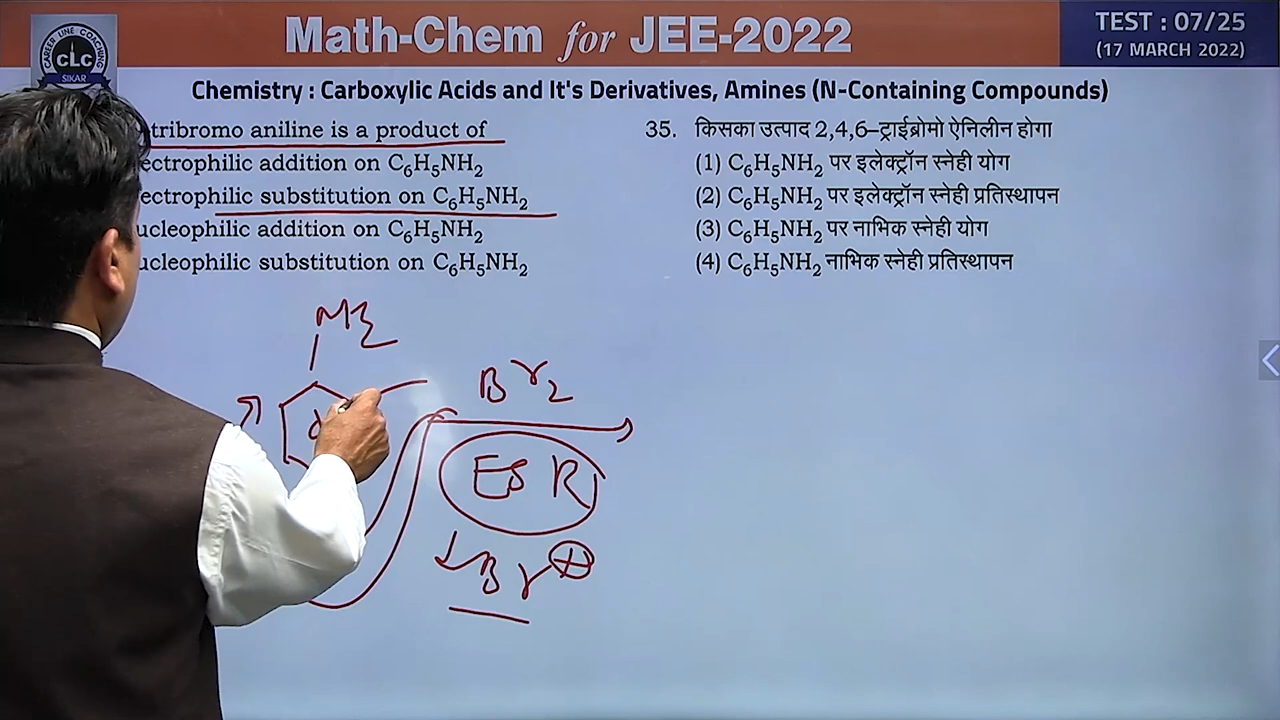 CAREER LINE COACHING
CLC
SIKAR
Math-Chem for JEE-2022
TEST : 07/25
(17 MARCH 2022)
Chemistry : Carboxylic Acids and It's Derivatives, Amines (N-Containing Compounds)
tribromo aniline is a product of
ectrophilic addition on C₆H₅NH₂
ectrophilic substitution on C₆H₅NH₂
ucleophilic addition on C₆H₅NH₂
ucleophilic substitution on C₆H₅NH₂
35. किसका उत्पाद 2,4,6–ट्राईब्रोमो ऐनिलीन होगा
(1) C₆H₅NH₂ पर इलेक्ट्रॉन स्नेही योग
(2) C₆H₅NH₂ पर इलेक्ट्रॉन स्नेही प्रतिस्थापन
(3) C₆H₅NH₂ पर नाभिक स्नेही योग
(4) C₆H₅NH₂ नाभिक स्नेही प्रतिस्थापन
NH₂
Br₂
ESR
Br⊕